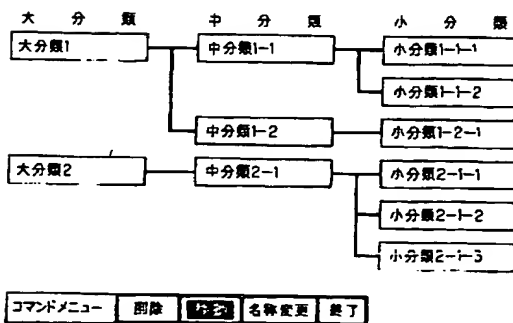 大分類 中分類 小分類
大分類1 中分類1-1 小分類1-1-1
小分類1-1-2
中分類1-2 小分類1-2-1
大分類2 中分類2-1 小分類2-1-1
小分類2-1-2
小分類2-1-3
コマンドメニュー 削除 名称変更 終了